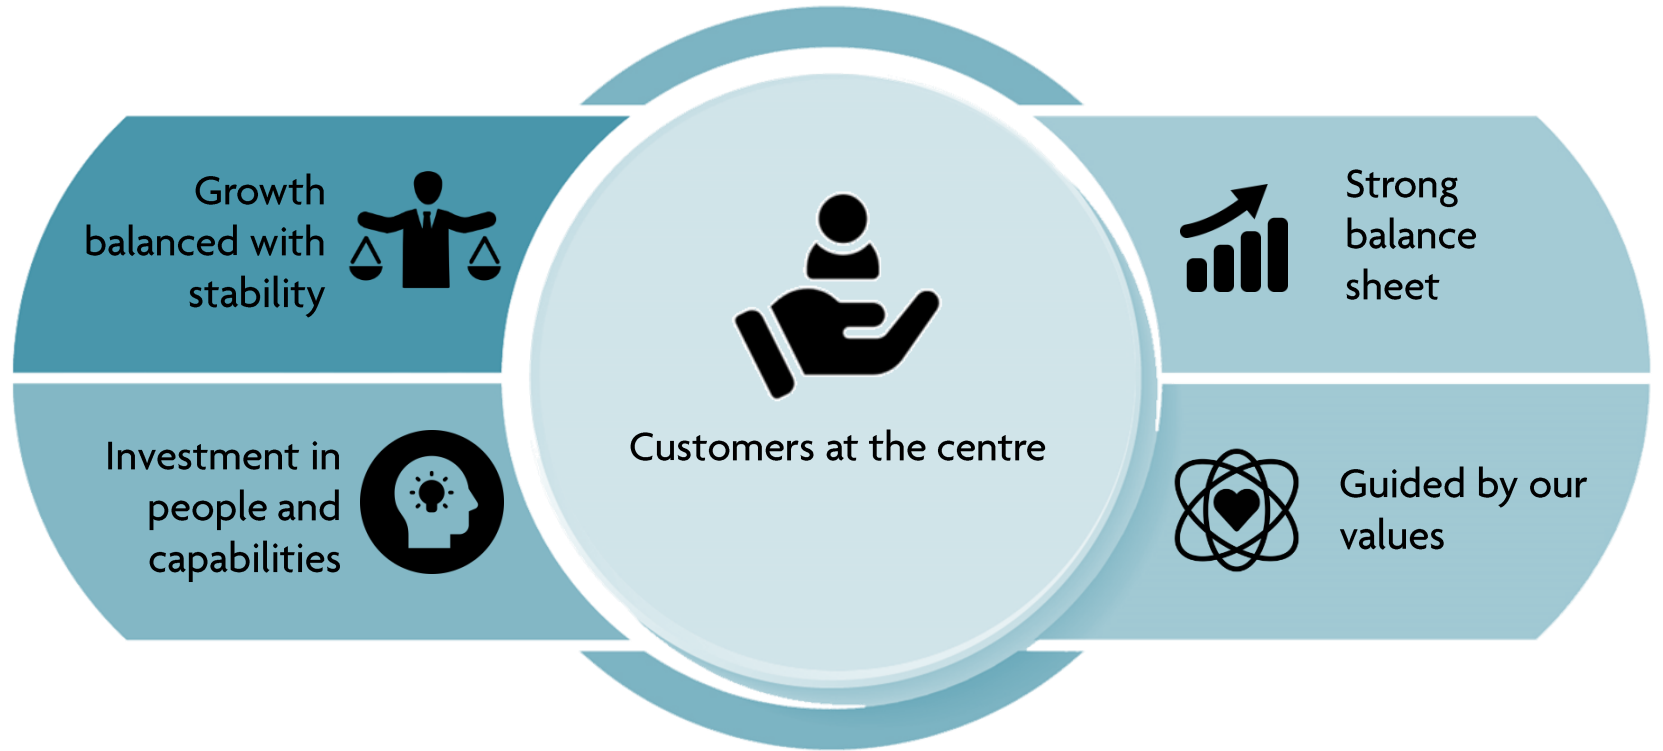 Growth
balanced with
stability
Investment in
people and
capabilities
Customers at the centre
Strong
balance
sheet
Guided by our
values